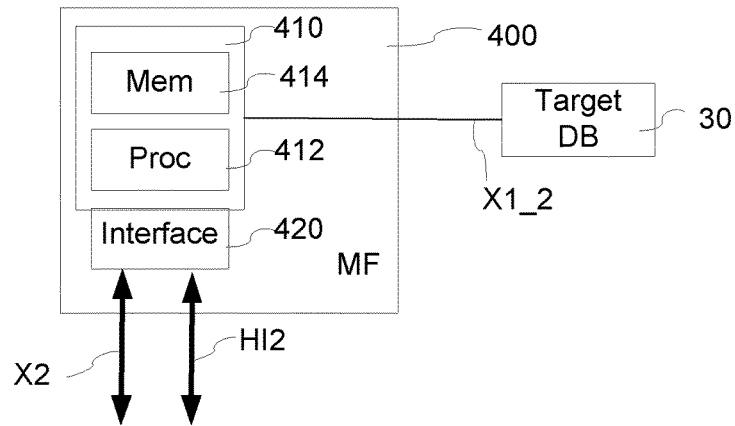 410
400
Mem
414
Target
DB
30
Proc
412
X1_2
Interface
420
MF
X2
HI2